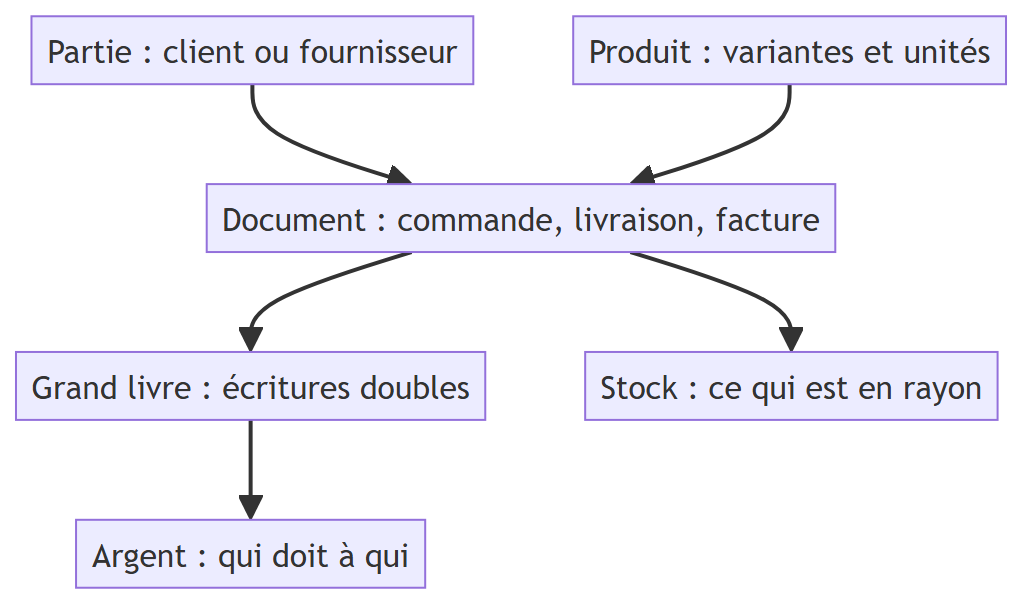 Partie : client ou fournisseur
Produit : variantes et unités
Document : commande, livraison, facture
Grand livre : écritures doubles
Stock : ce qui est en rayon
Argent : qui doit à qui